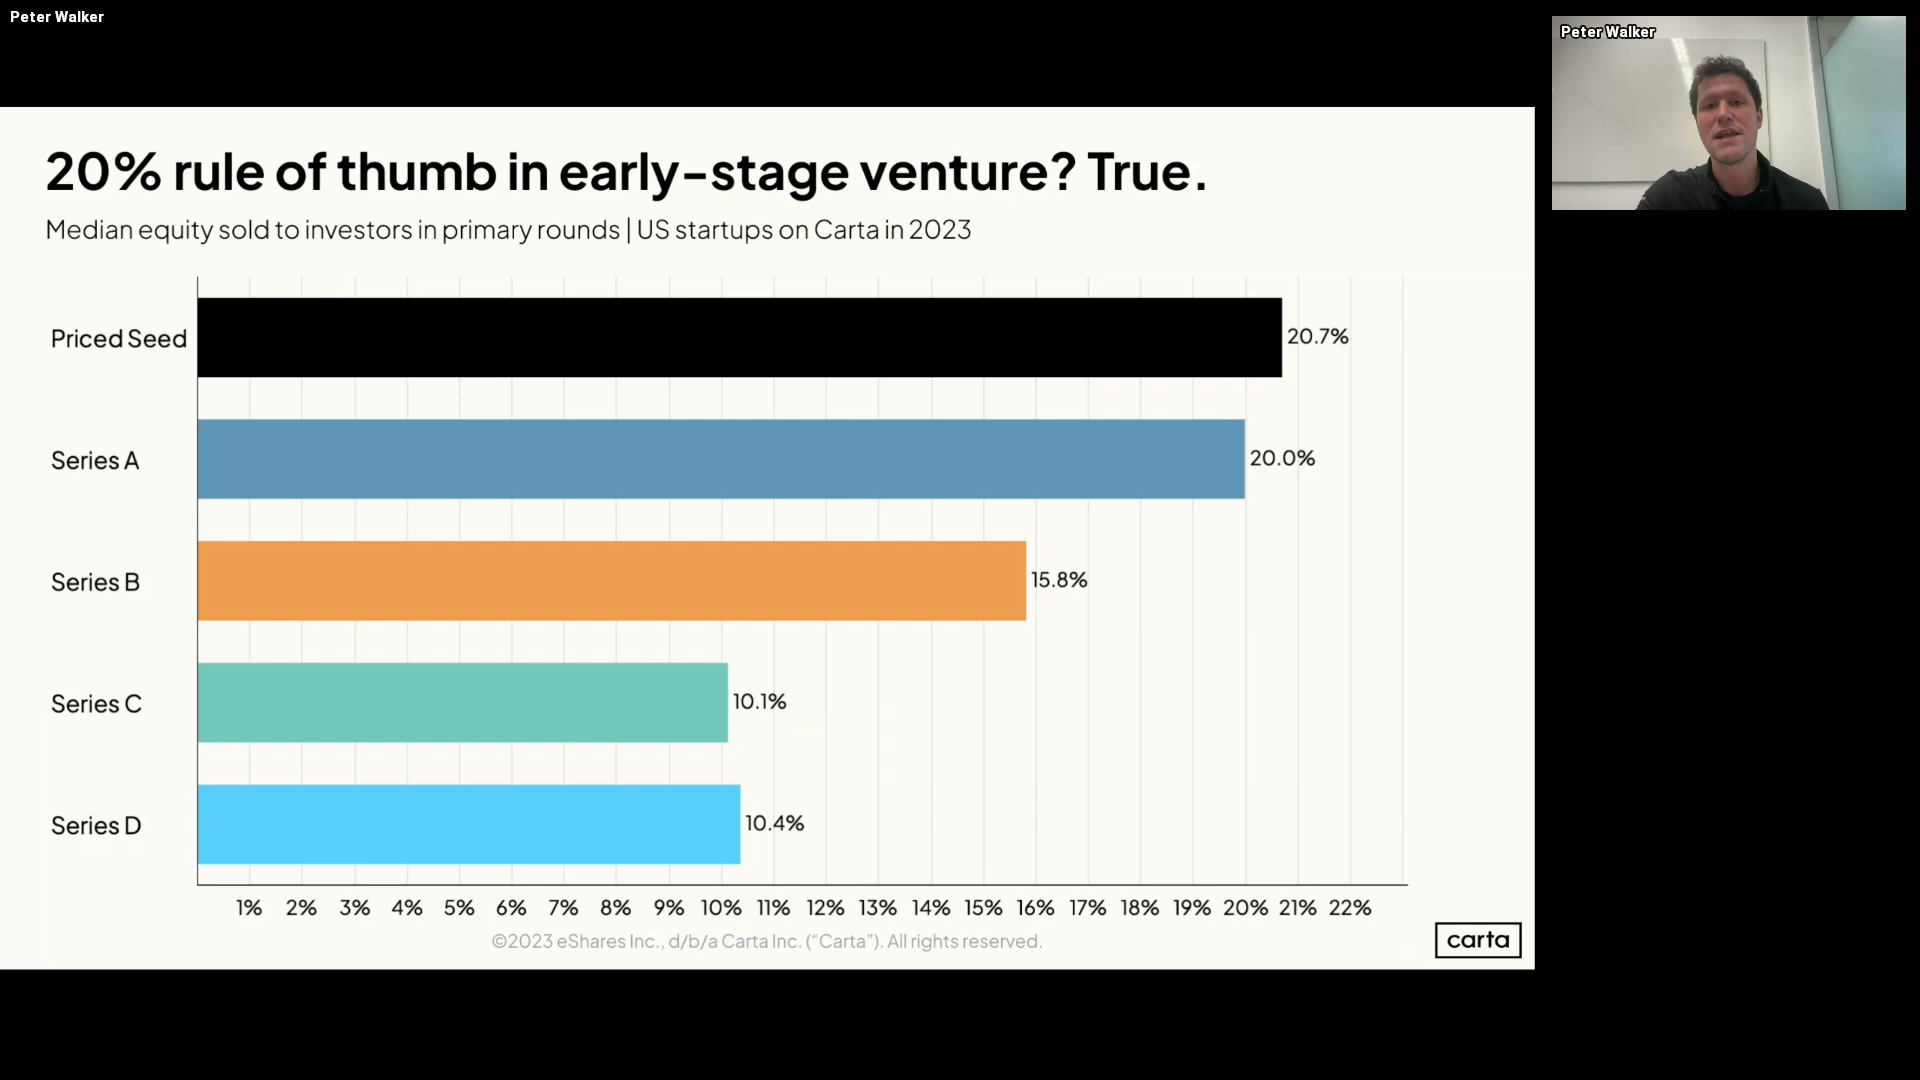 Peter Walker
Peter Walker
20% rule of thumb in early-stage venture? True.
Median equity sold to investors in primary rounds | US startups on Carta in 2023
Priced Seed 20.7%
Series A 20.0%
Series B 15.8%
Series C 10.1%
Series D 10.4%
1% 2% 3% 4% 5% 6% 7% 8% 9% 10% 11% 12% 13% 14% 15% 16% 17% 18% 19% 20% 21% 22%
©2023 eShares Inc., d/b/a Carta Inc. (“Carta”). All rights reserved.
carta